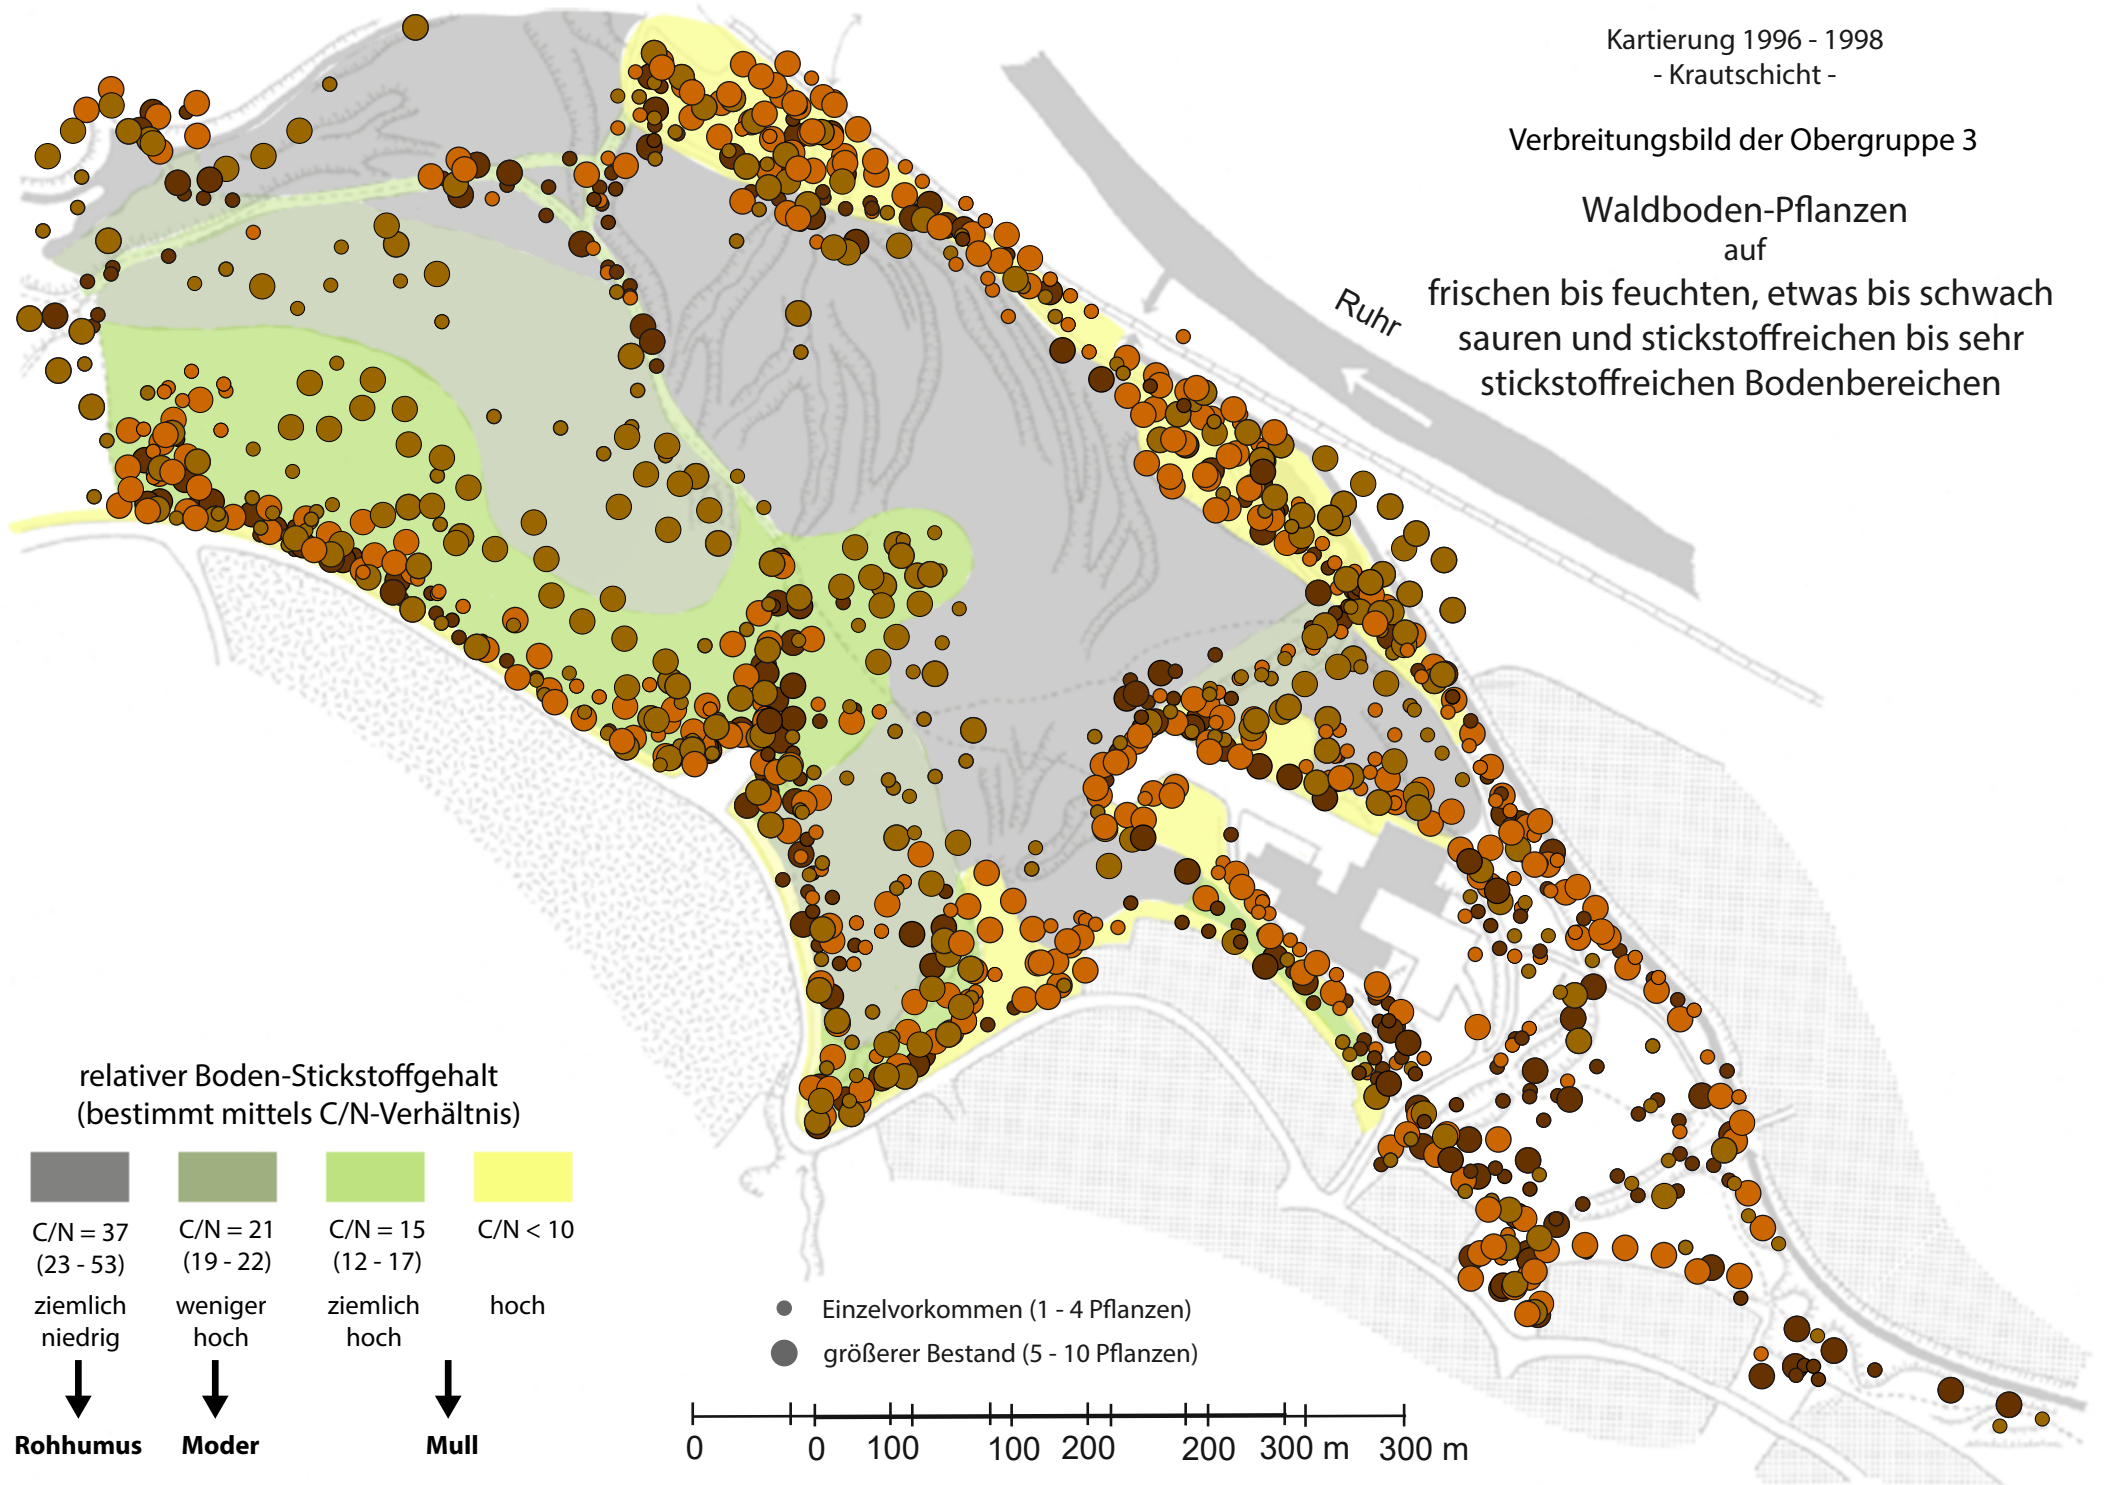 Kartierung 1996 - 1998
- Krautschicht -
Verbreitungsbild der Obergruppe 3
Waldboden-Pflanzen
auf
frischen bis feuchten, etwas bis schwach
sauren und stickstoffreichen bis sehr
stickstoffreichen Bodenbereichen
Ruhr
relativer Boden-Stickstoffgehalt
(bestimmt mittels C/N-Verhältnis)
C/N = 37 C/N = 21 C/N = 15 C/N < 10
(23 - 53) (19 - 22) (12 - 17)
ziemlich weniger ziemlich hoch
niedrig hoch hoch
Rohhumus Moder Mull
Einzelvorkommen (1 - 4 Pflanzen)
größerer Bestand (5 - 10 Pflanzen)
0 0 100 100 200 200 300 m 300 m